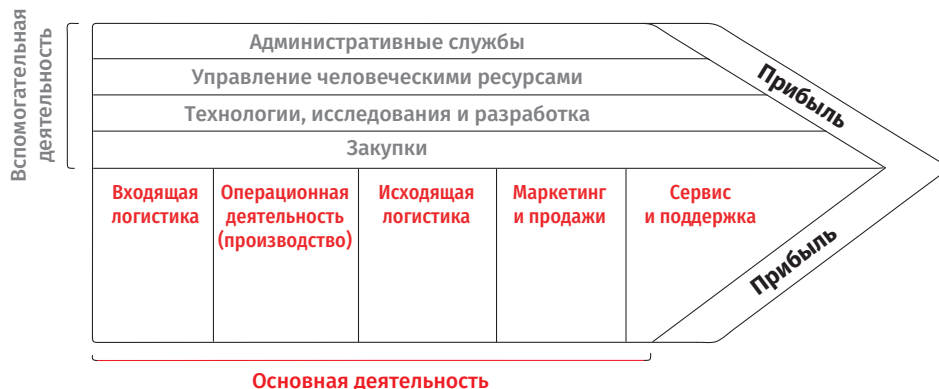 Вспомогательная
деятельность
Административные службы
Управление человеческими ресурсами
Технологии, исследования и разработка
Закупки
Прибыль
Входящая
логистика
Операционная
деятельность
(производство)
Исходящая
логистика
Маркетинг
и продажи
Сервис
и поддержка
Прибыль
Основная деятельность